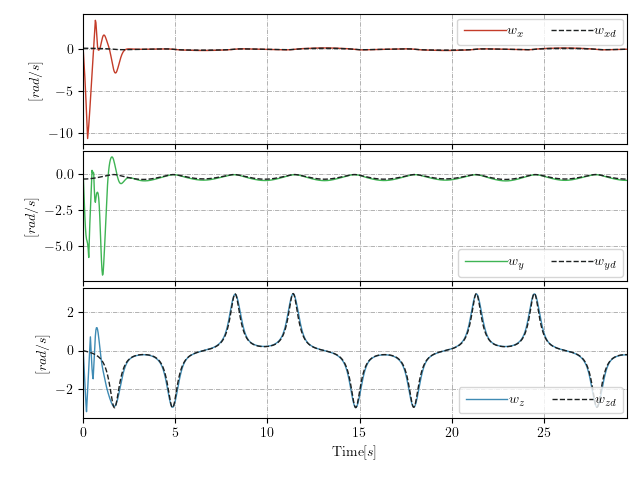 0
−5
−10
[rad/s]
w_x w_xd
0.0
−2.5
−5.0
[rad/s]
w_y w_yd
2
0
−2
[rad/s]
w_z w_zd
0 5 10 15 20 25
Time[s]